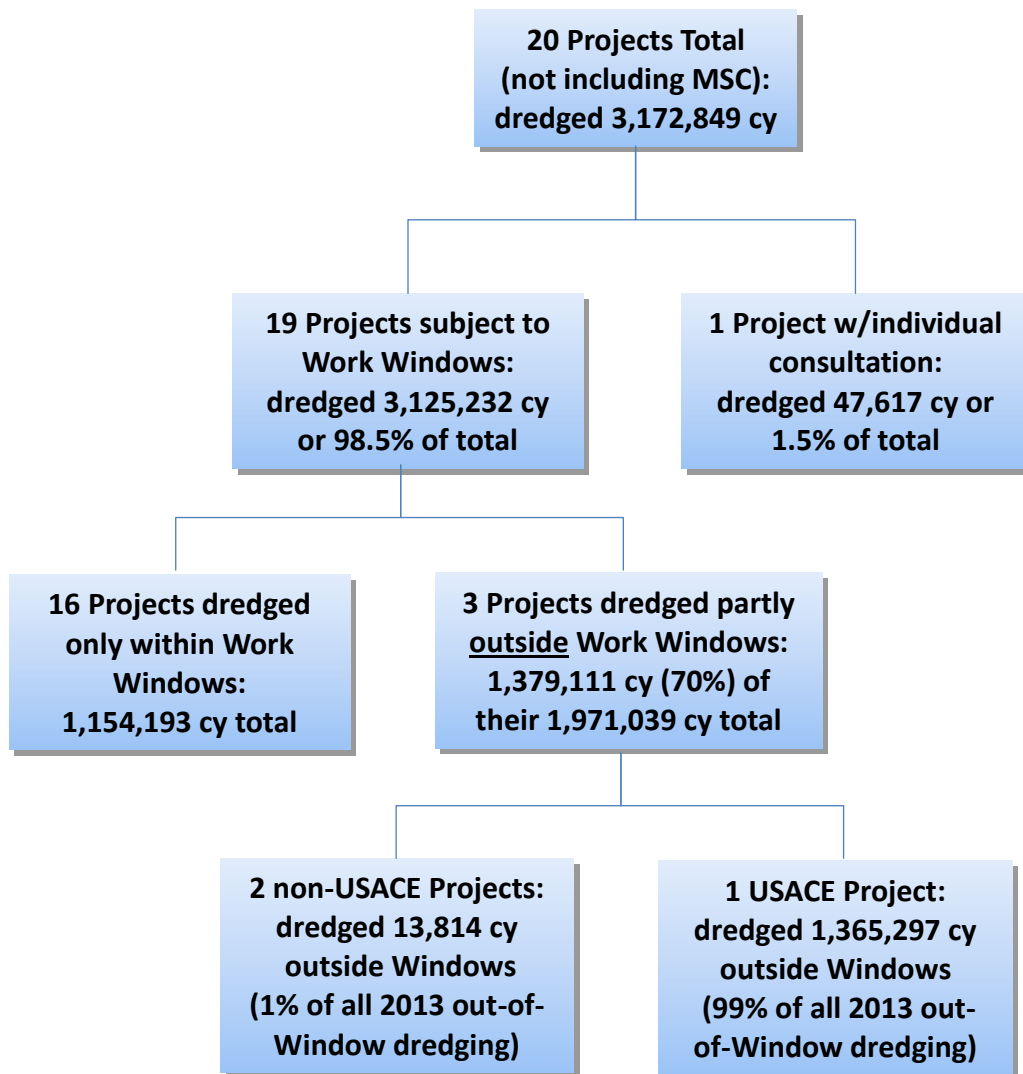 20 Projects Total
(not including MSC):
dredged 3,172,849 cy
19 Projects subject to
Work Windows:
dredged 3,125,232 cy
or 98.5% of total
1 Project w/individual
consultation:
dredged 47,617 cy or
1.5% of total
16 Projects dredged
only within Work
Windows:
1,154,193 cy total
3 Projects dredged partly
outside Work Windows:
1,379,111 cy (70%) of
their 1,971,039 cy total
2 non-USACE Projects:
dredged 13,814 cy
outside Windows
(1% of all 2013 out-of-
Window dredging)
1 USACE Project:
dredged 1,365,297 cy
outside Windows
(99% of all 2013 out-
of-Window dredging)